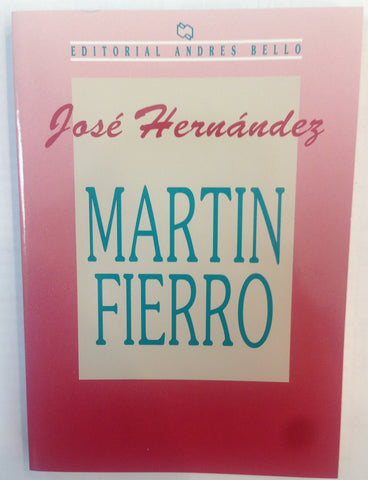 EDITORIAL ANDRES BELLO
José Hernández
MARTIN
FIERRO